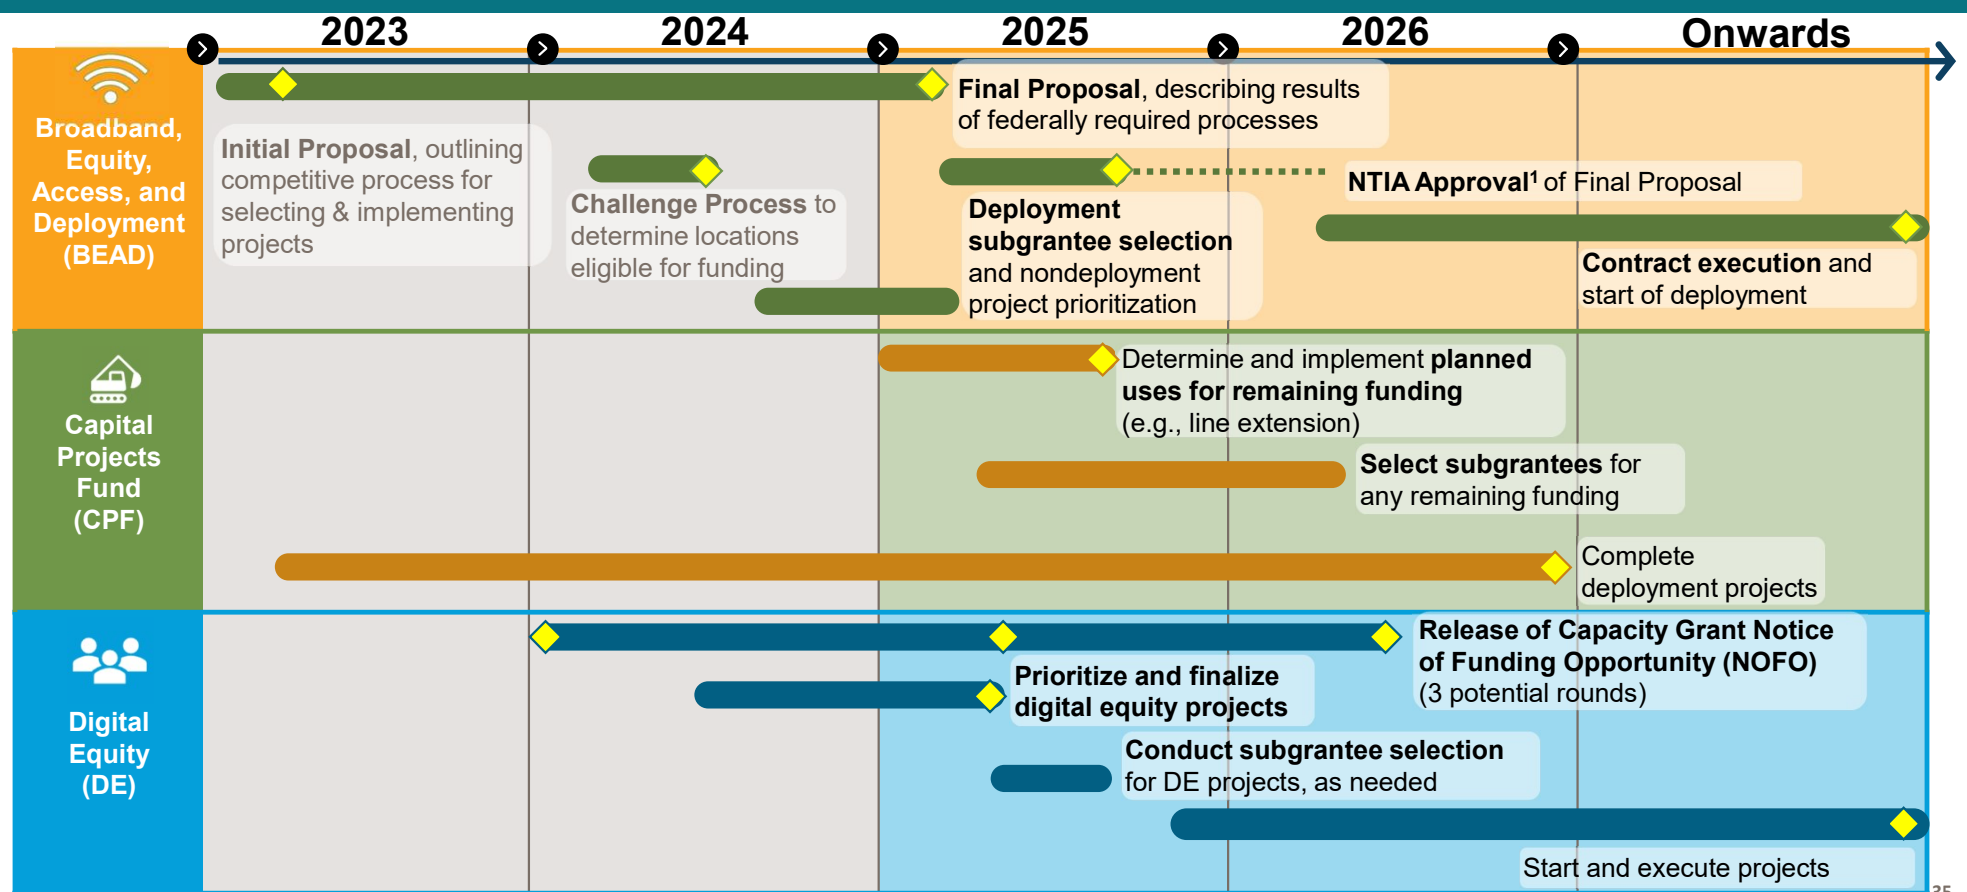 2023
2024
2025
2026
Onwards
Broadband,
Equity,
Access, and
Deployment
(BEAD)
Initial Proposal, outlining
competitive process for
selecting & implementing
projects
Challenge Process to
determine locations
eligible for funding
Final Proposal, describing results
of federally required processes
Deployment
subgrantee selection
and nondeployment
project prioritization
NTIA Approval¹ of Final Proposal
Contract execution and
start of deployment
Capital
Projects
Fund
(CPF)
Determine and implement planned
uses for remaining funding
(e.g., line extension)
Select subgrantees for
any remaining funding
Complete
deployment projects
Digital
Equity
(DE)
Release of Capacity Grant Notice
of Funding Opportunity (NOFO)
(3 potential rounds)
Prioritize and finalize
digital equity projects
Conduct subgrantee selection
for DE projects, as needed
Start and execute projects
35